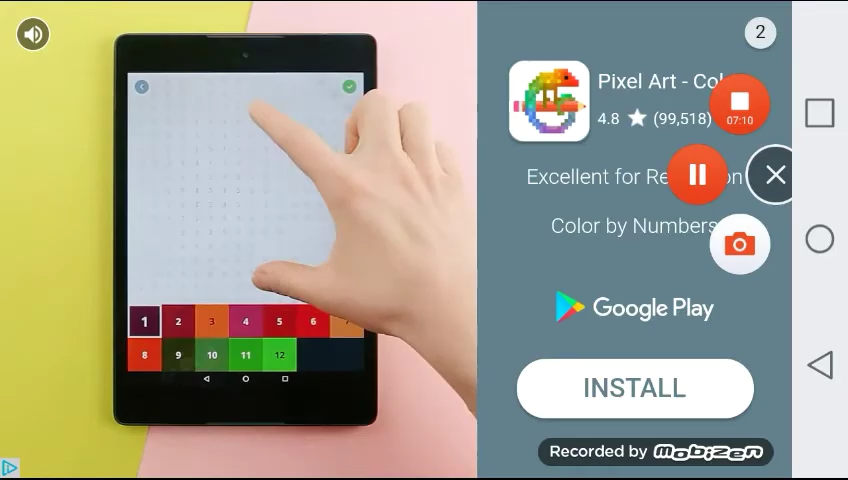 2
Pixel Art - Col
4.8 ★ (99,518)
07:10
Excellent for Re on
Color by Numbers
Google Play
INSTALL
Recorded by mobizen
1 2 3 4 5 6 7
8 9 10 11 12